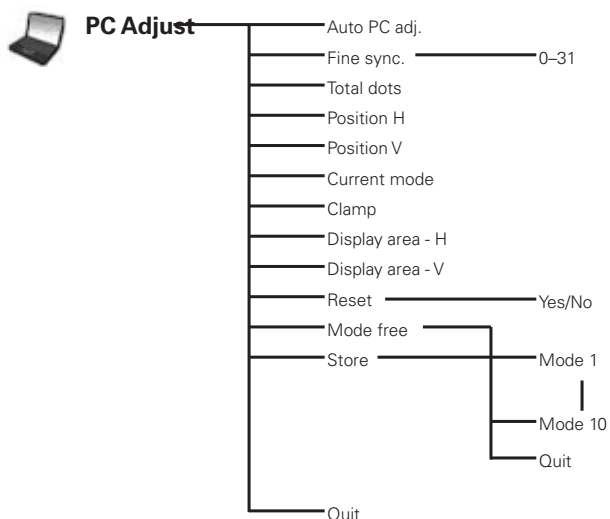 PC Adjust
Auto PC adj.
Fine sync. 0–31
Total dots
Position H
Position V
Current mode
Clamp
Display area - H
Display area - V
Reset Yes/No
Mode free
Store Mode 1
Mode 10
Quit
Quit